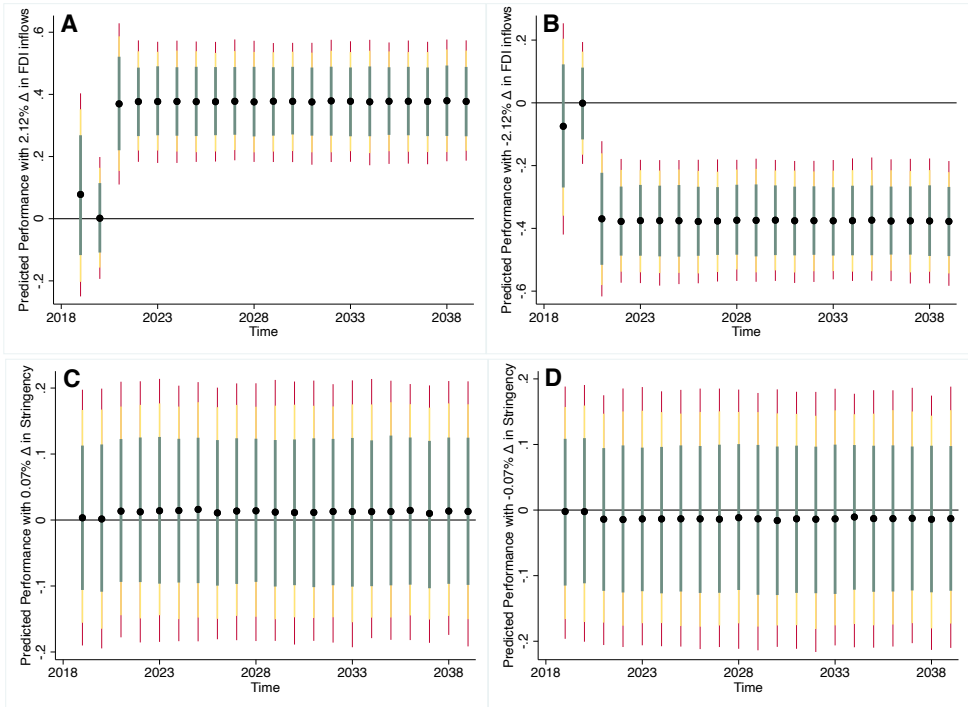 A
Predicted Performance with 2.12% Δ in FDI inflows
.6
.4
.2
0
-.2
2018 2023 2028 2033 2038
Time
B
Predicted Performance with -2.12% Δ in FDI inflows
.2
0
-.2
-.4
-.6
2018 2023 2028 2033 2038
Time
C
Predicted Performance with 0.07% Δ in Stringency
.2
.1
0
-.1
-.2
2018 2023 2028 2033 2038
Time
D
Predicted Performance with -0.07% Δ in Stringency
.2
.1
0
-.1
-.2
2018 2023 2028 2033 2038
Time